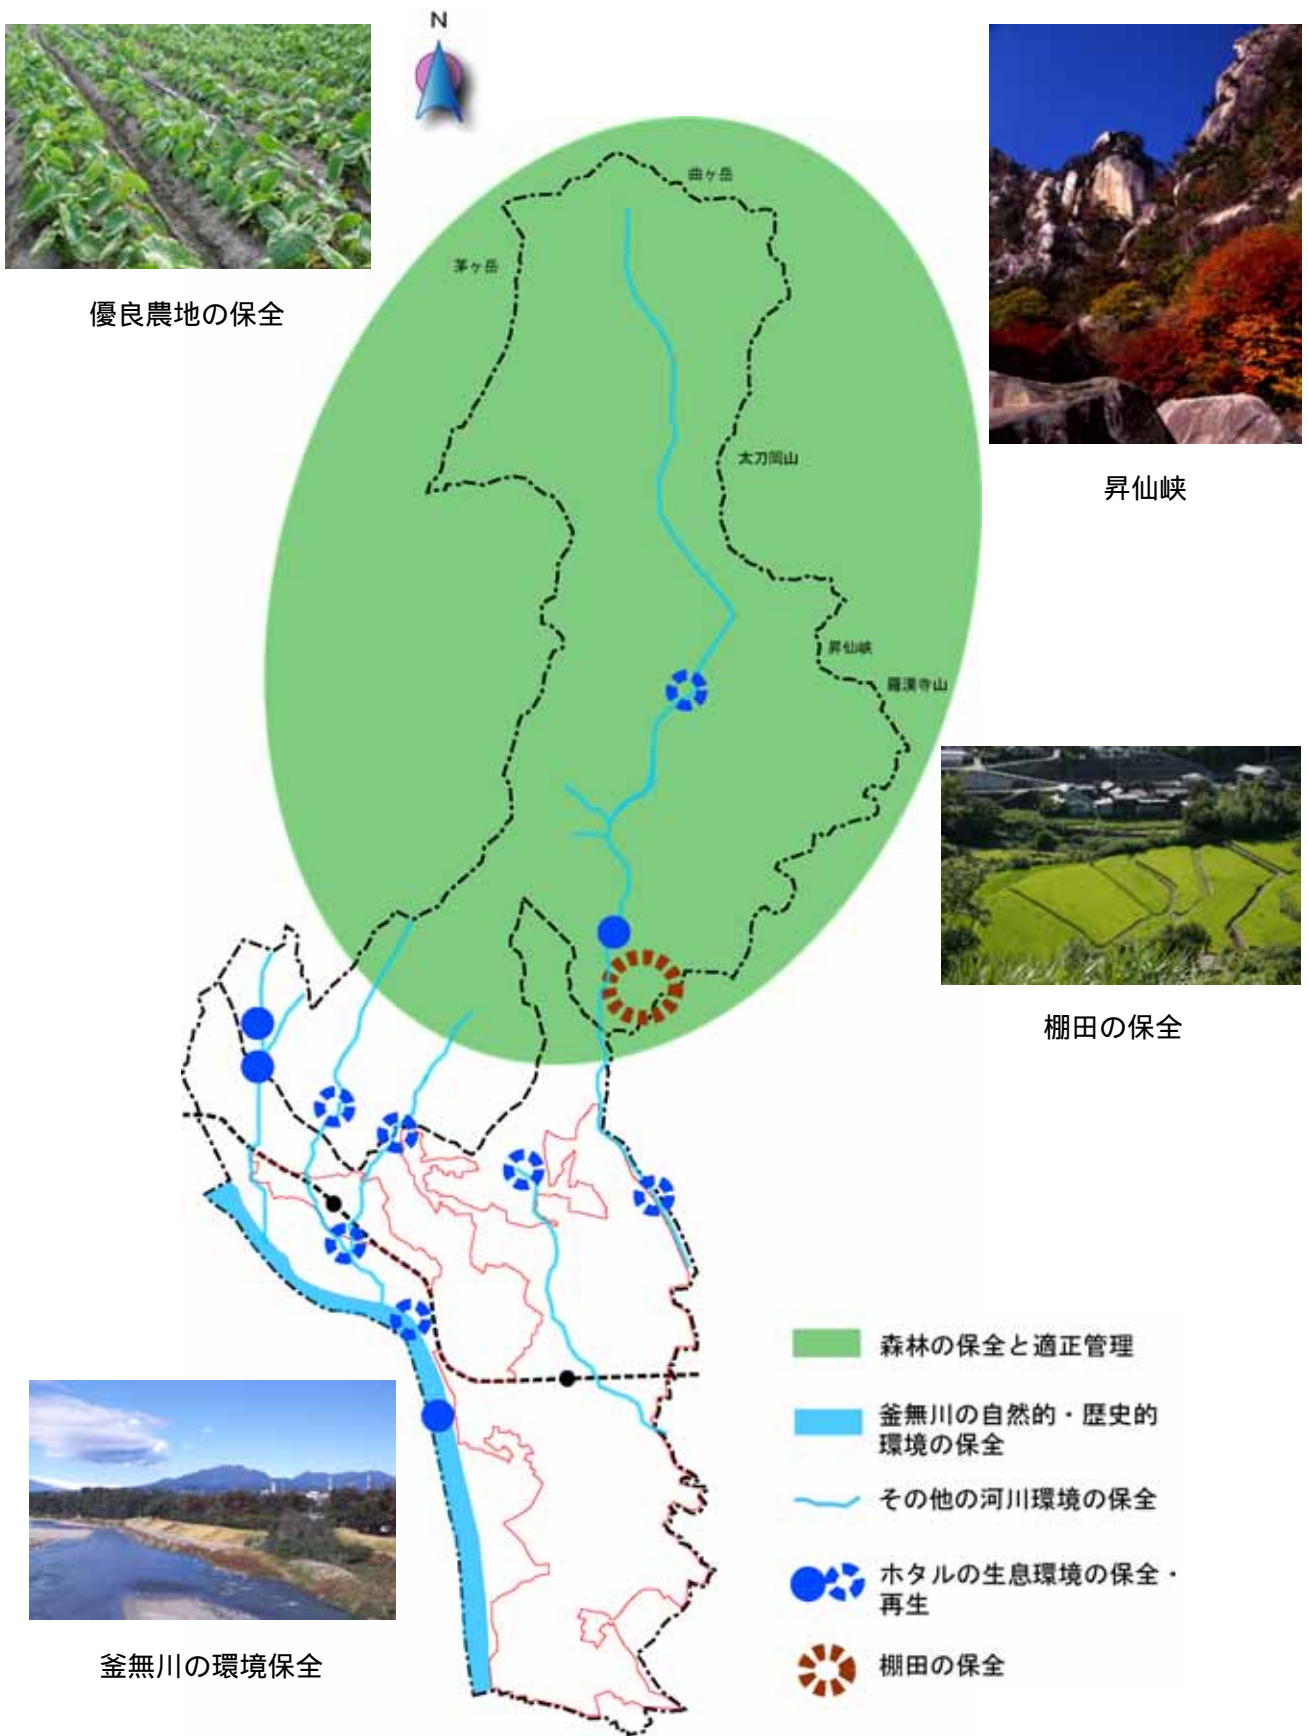 N
優良農地の保全
曲ヶ岳
茅ヶ岳
太刀岡山
昇仙峡
昇仙峡
羅漢寺山
棚田の保全
森林の保全と適正管理
釜無川の自然的・歴史的
環境の保全
その他の河川環境の保全
ホタルの生息環境の保全・
再生
棚田の保全
釜無川の環境保全